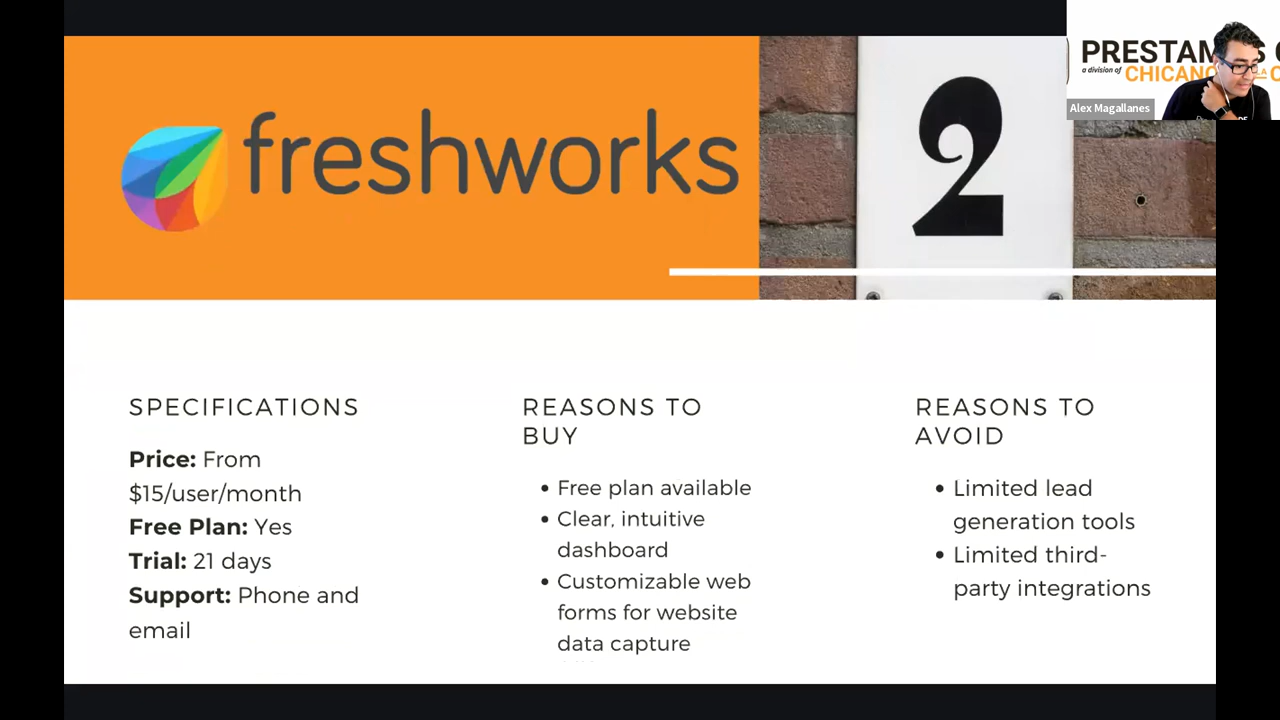 freshworks
2
PRESTAM
a division of
CHICANO
Alex Magallanes
SPECIFICATIONS
Price: From
$15/user/month
Free Plan: Yes
Trial: 21 days
Support: Phone and
email
REASONS TO
BUY
• Free plan available
• Clear, intuitive
dashboard
• Customizable web
forms for website
data capture
REASONS TO
AVOID
• Limited lead
generation tools
• Limited third-
party integrations